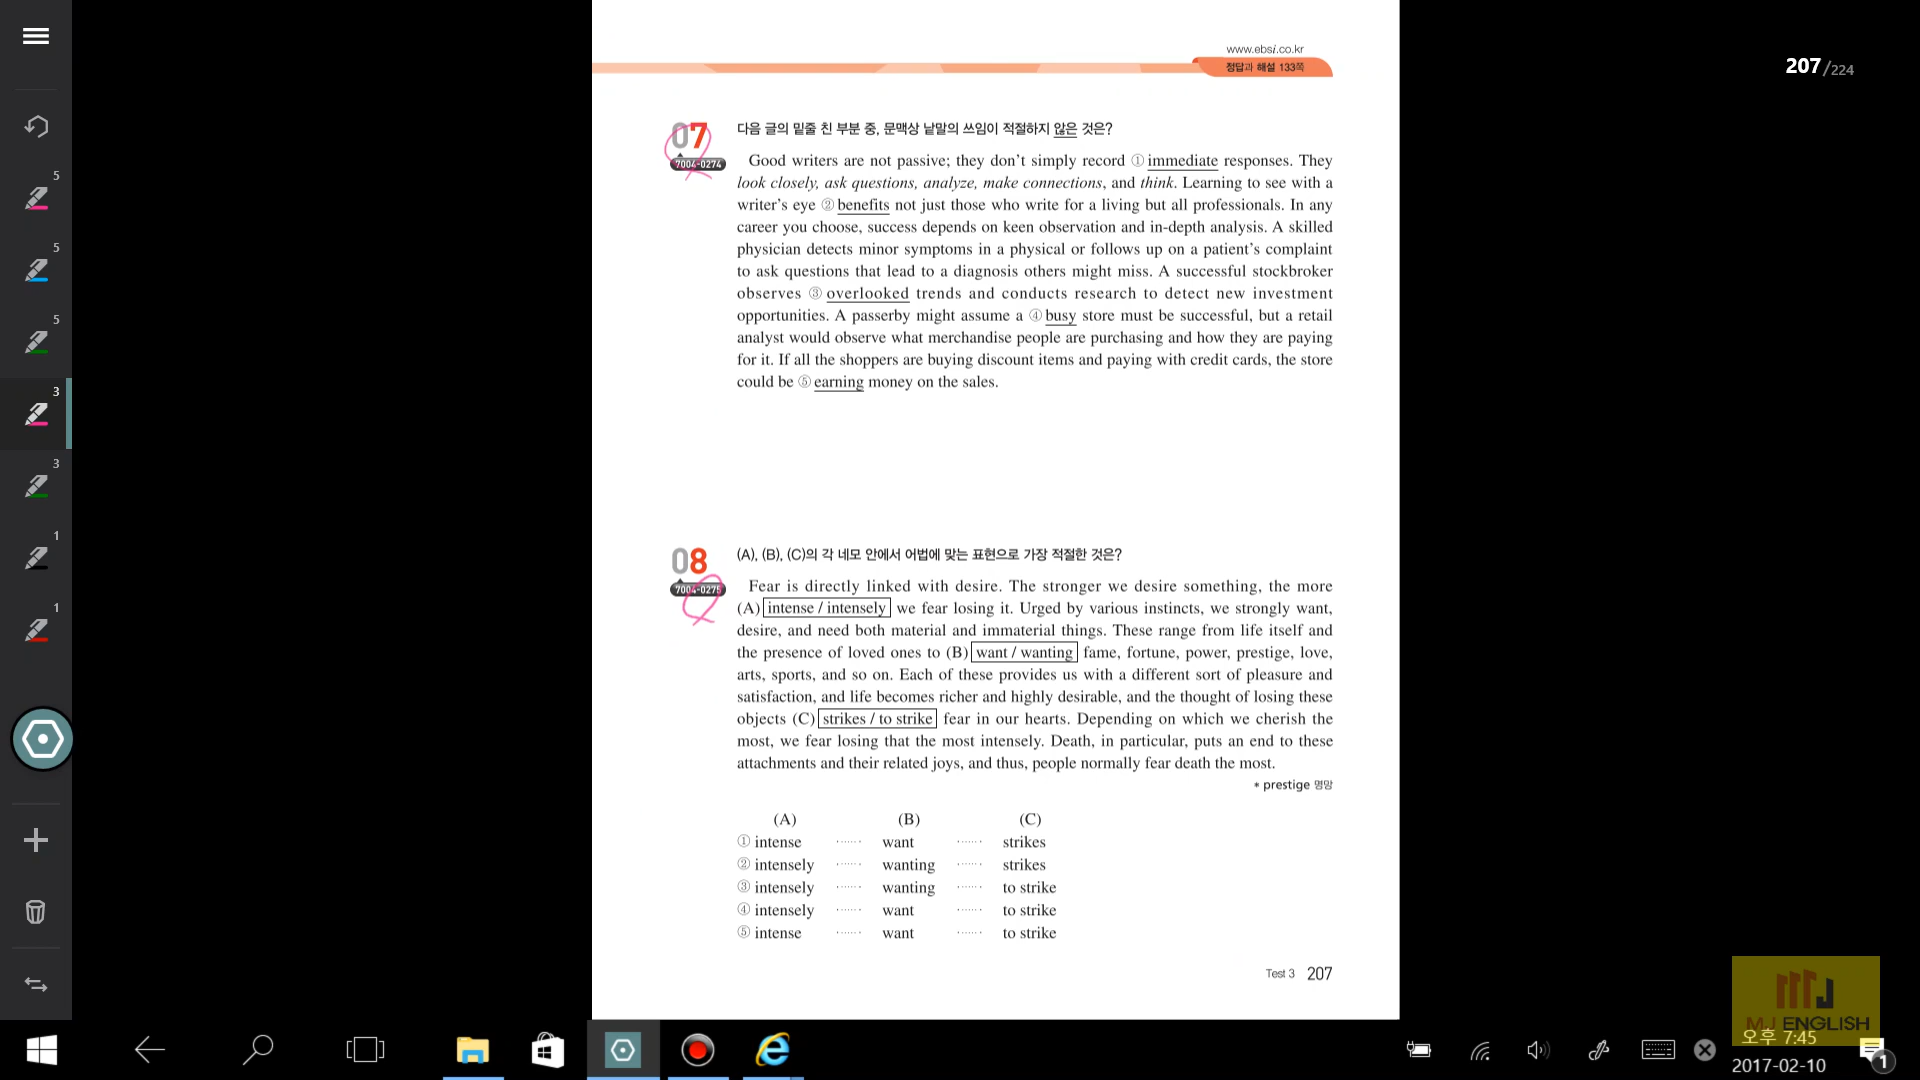 www.ebsi.co.kr
정답과 해설 133쪽
207/224
07
7004-0274
다음 글의 밑줄 친 부분 중, 문맥상 낱말의 쓰임이 적절하지 않은 것은?
Good writers are not passive; they don't simply record ① immediate responses. They
look closely, ask questions, analyze, make connections, and think. Learning to see with a
writer's eye ② benefits not just those who write for a living but all professionals. In any
career you choose, success depends on keen observation and in-depth analysis. A skilled
physician detects minor symptoms in a physical or follows up on a patient's complaint
to ask questions that lead to a diagnosis others might miss. A successful stockbroker
observes ③ overlooked trends and conducts research to detect new investment
opportunities. A passerby might assume a ④ busy store must be successful, but a retail
analyst would observe what merchandise people are purchasing and how they are paying
for it. If all the shoppers are buying discount items and paying with credit cards, the store
could be ⑤ earning money on the sales.
08
7004-0275
(A), (B), (C)의 각 네모 안에서 어법에 맞는 표현으로 가장 적절한 것은?
Fear is directly linked with desire. The stronger we desire something, the more
(A) intense / intensely we fear losing it. Urged by various instincts, we strongly want,
desire, and need both material and immaterial things. These range from life itself and
the presence of loved ones to (B) want / wanting fame, fortune, power, prestige, love,
arts, sports, and so on. Each of these provides us with a different sort of pleasure and
satisfaction, and life becomes richer and highly desirable, and the thought of losing these
objects (C) strikes / to strike fear in our hearts. Depending on which we cherish the
most, we fear losing that the most intensely. Death, in particular, puts an end to these
attachments and their related joys, and thus, people normally fear death the most.
* prestige 명망
(A) (B) (C)
① intense ...... want ...... strikes
② intensely ...... wanting ...... strikes
③ intensely ...... wanting ...... to strike
④ intensely ...... want ...... to strike
⑤ intense ...... want ...... to strike
Test 3 207
5
5
5
3
3
1
1
MJ ENGLISH
오후 7:45
2017-02-10
1